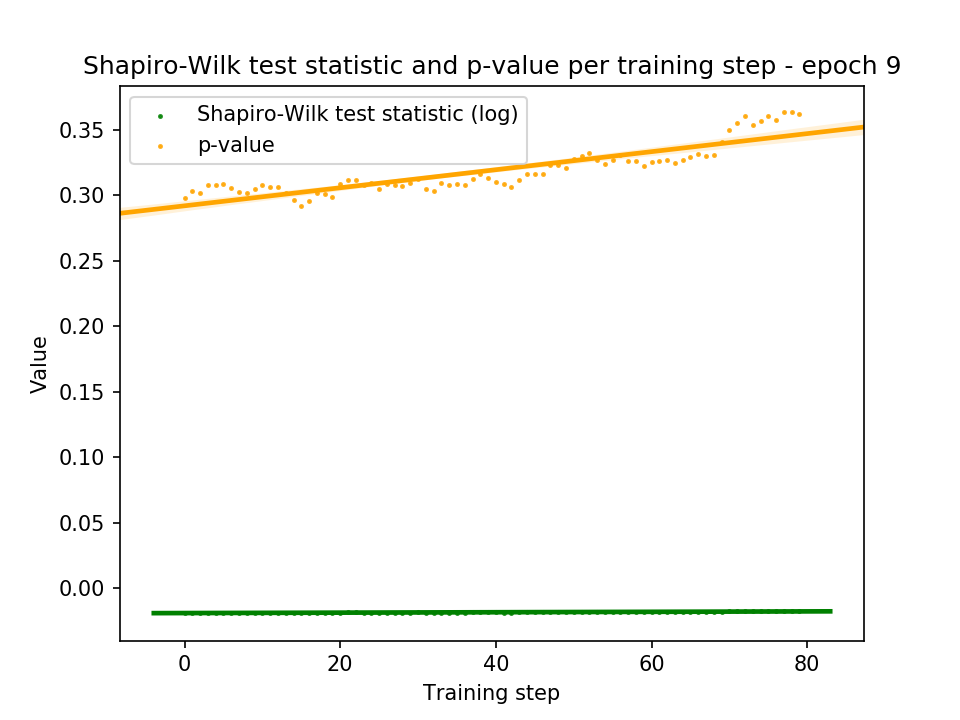 Shapiro-Wilk test statistic and p-value per training step - epoch 9
Shapiro-Wilk test statistic (log)
p-value
0.35
0.30
0.25
0.20
0.15
0.10
0.05
0.00
Value
0 20 40 60 80
Training step